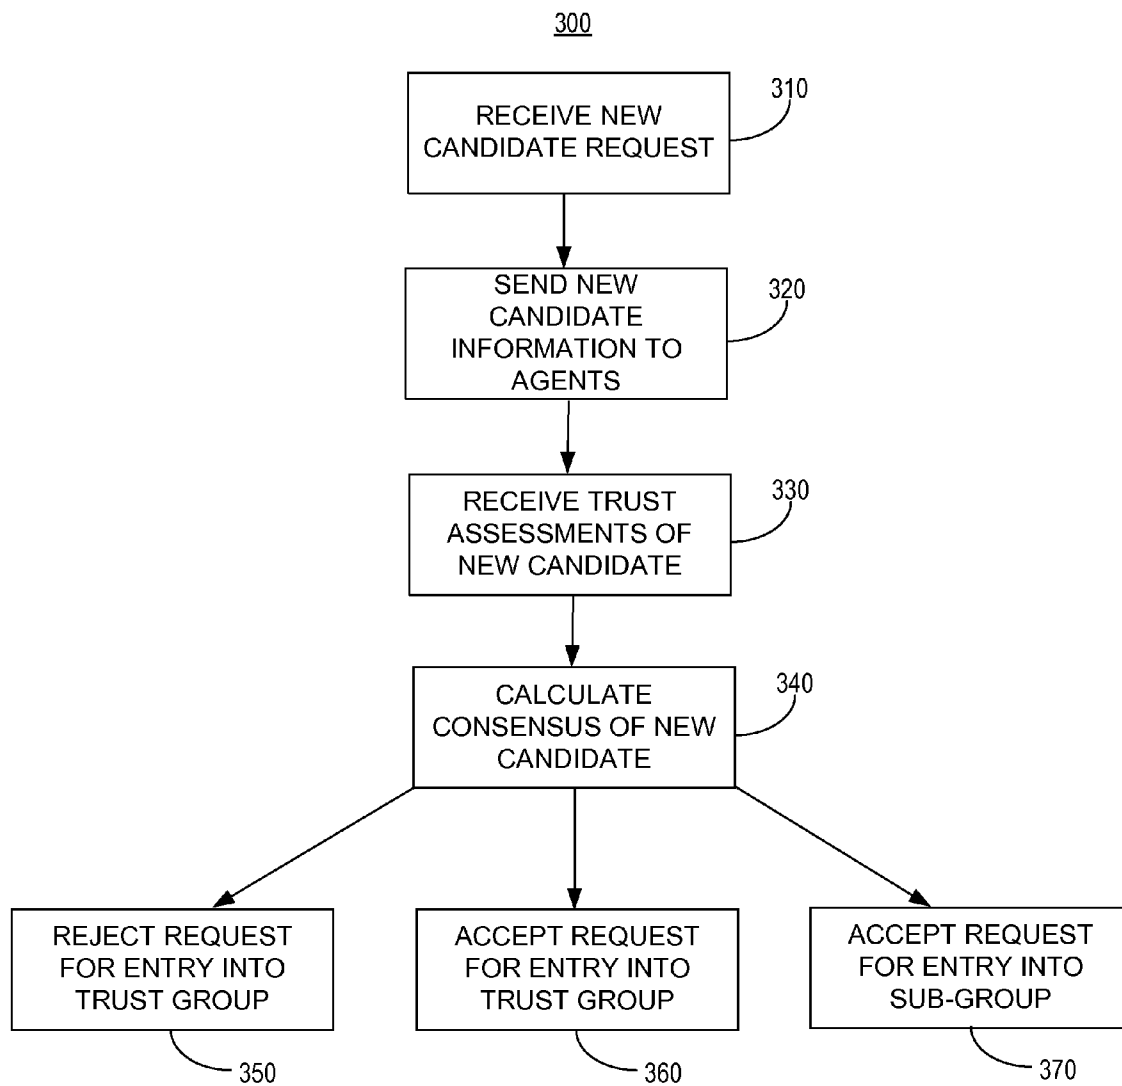 300
310
RECEIVE NEW
CANDIDATE REQUEST
320
SEND NEW
CANDIDATE
INFORMATION TO
AGENTS
330
RECEIVE TRUST
ASSESSMENTS OF
NEW CANDIDATE
340
CALCULATE
CONSENSUS OF NEW
CANDIDATE
REJECT REQUEST
FOR ENTRY INTO
TRUST GROUP
350
ACCEPT REQUEST
FOR ENTRY INTO
TRUST GROUP
360
ACCEPT REQUEST
FOR ENTRY INTO
SUB-GROUP
370